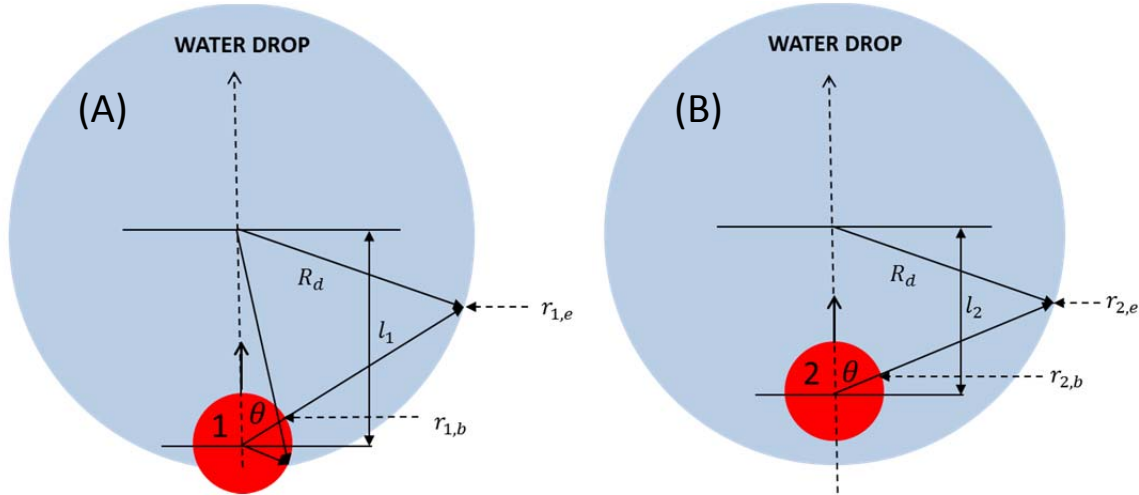 WATER DROP
(A)
R_d
l_1
r_{1,e}
1
θ
r_{1,b}
WATER DROP
(B)
R_d
l_2
r_{2,e}
2
θ
r_{2,b}